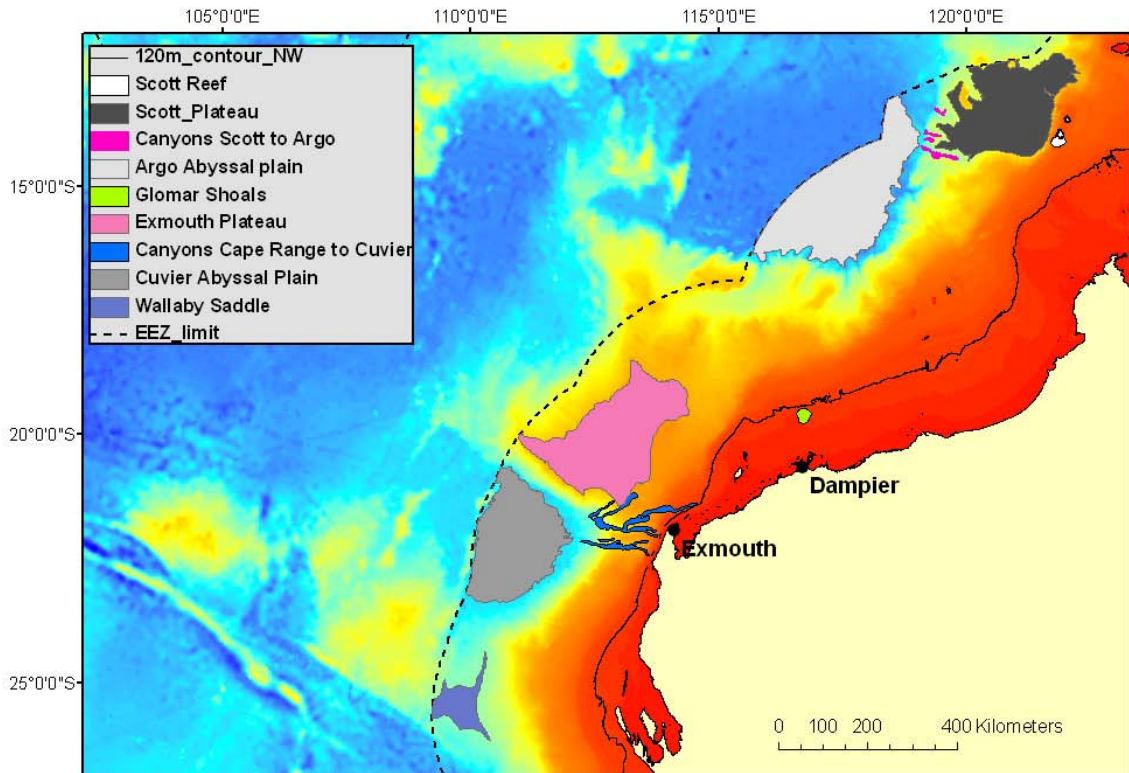 105°0'0"E 110°0'0"E 115°0'0"E 120°0'0"E
120m_contour_NW
Scott Reef
Scott_Plateau
Canyons Scott to Argo
Argo Abyssal plain
Glomar Shoals
Exmouth Plateau
Canyons Cape Range to Cuvier
Cuvier Abyssal Plain
Wallaby Saddle
EEZ_limit
15°0'0"S
20°0'0"S
Dampier
Exmouth
25°0'0"S
0 100 200 400 Kilometers